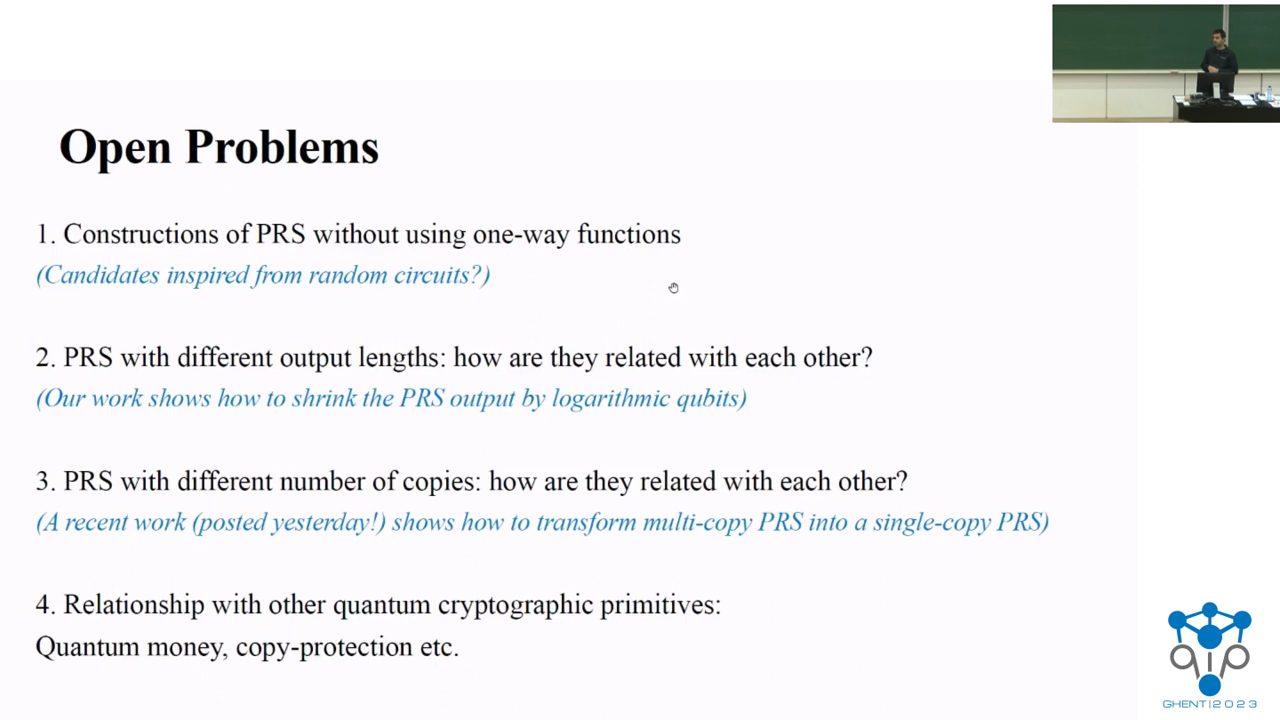 Open Problems
1. Constructions of PRS without using one-way functions
(Candidates inspired from random circuits?)
2. PRS with different output lengths: how are they related with each other?
(Our work shows how to shrink the PRS output by logarithmic qubits)
3. PRS with different number of copies: how are they related with each other?
(A recent work (posted yesterday!) shows how to transform multi-copy PRS into a single-copy PRS)
4. Relationship with other quantum cryptographic primitives:
Quantum money, copy-protection etc.
qip
GHENT|2023